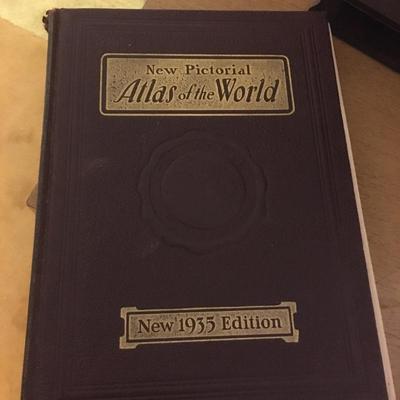 New Pictorial
Atlas of the World
New 1935 Edition